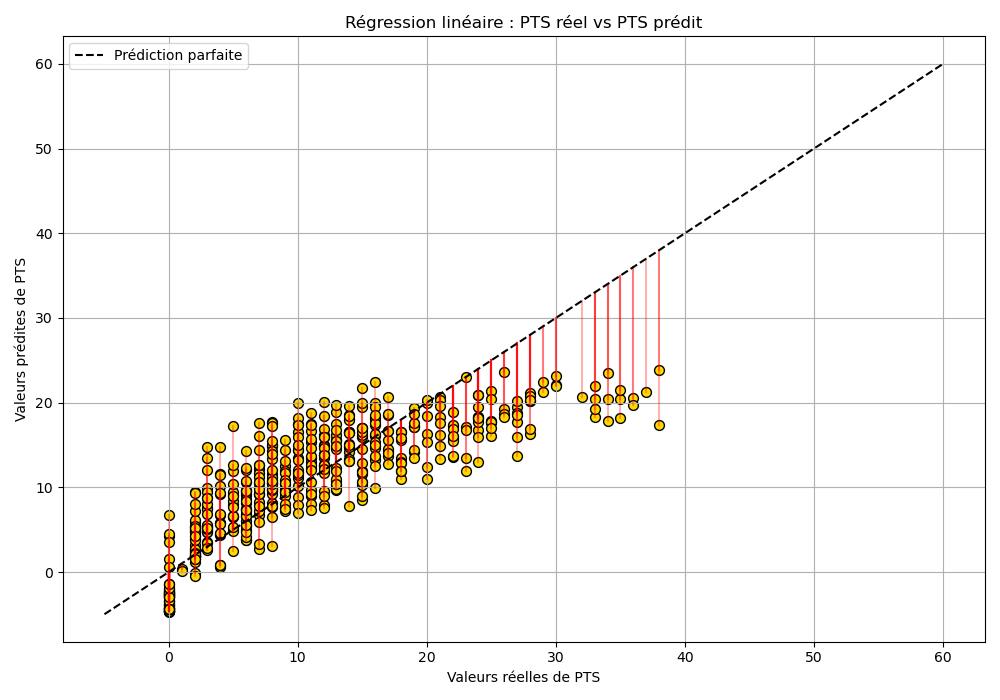 Régression linéaire : PTS réel vs PTS prédit
Prédiction parfaite
60
50
40
30
20
10
0
Valeurs prédites de PTS
0 10 20 30 40 50 60
Valeurs réelles de PTS